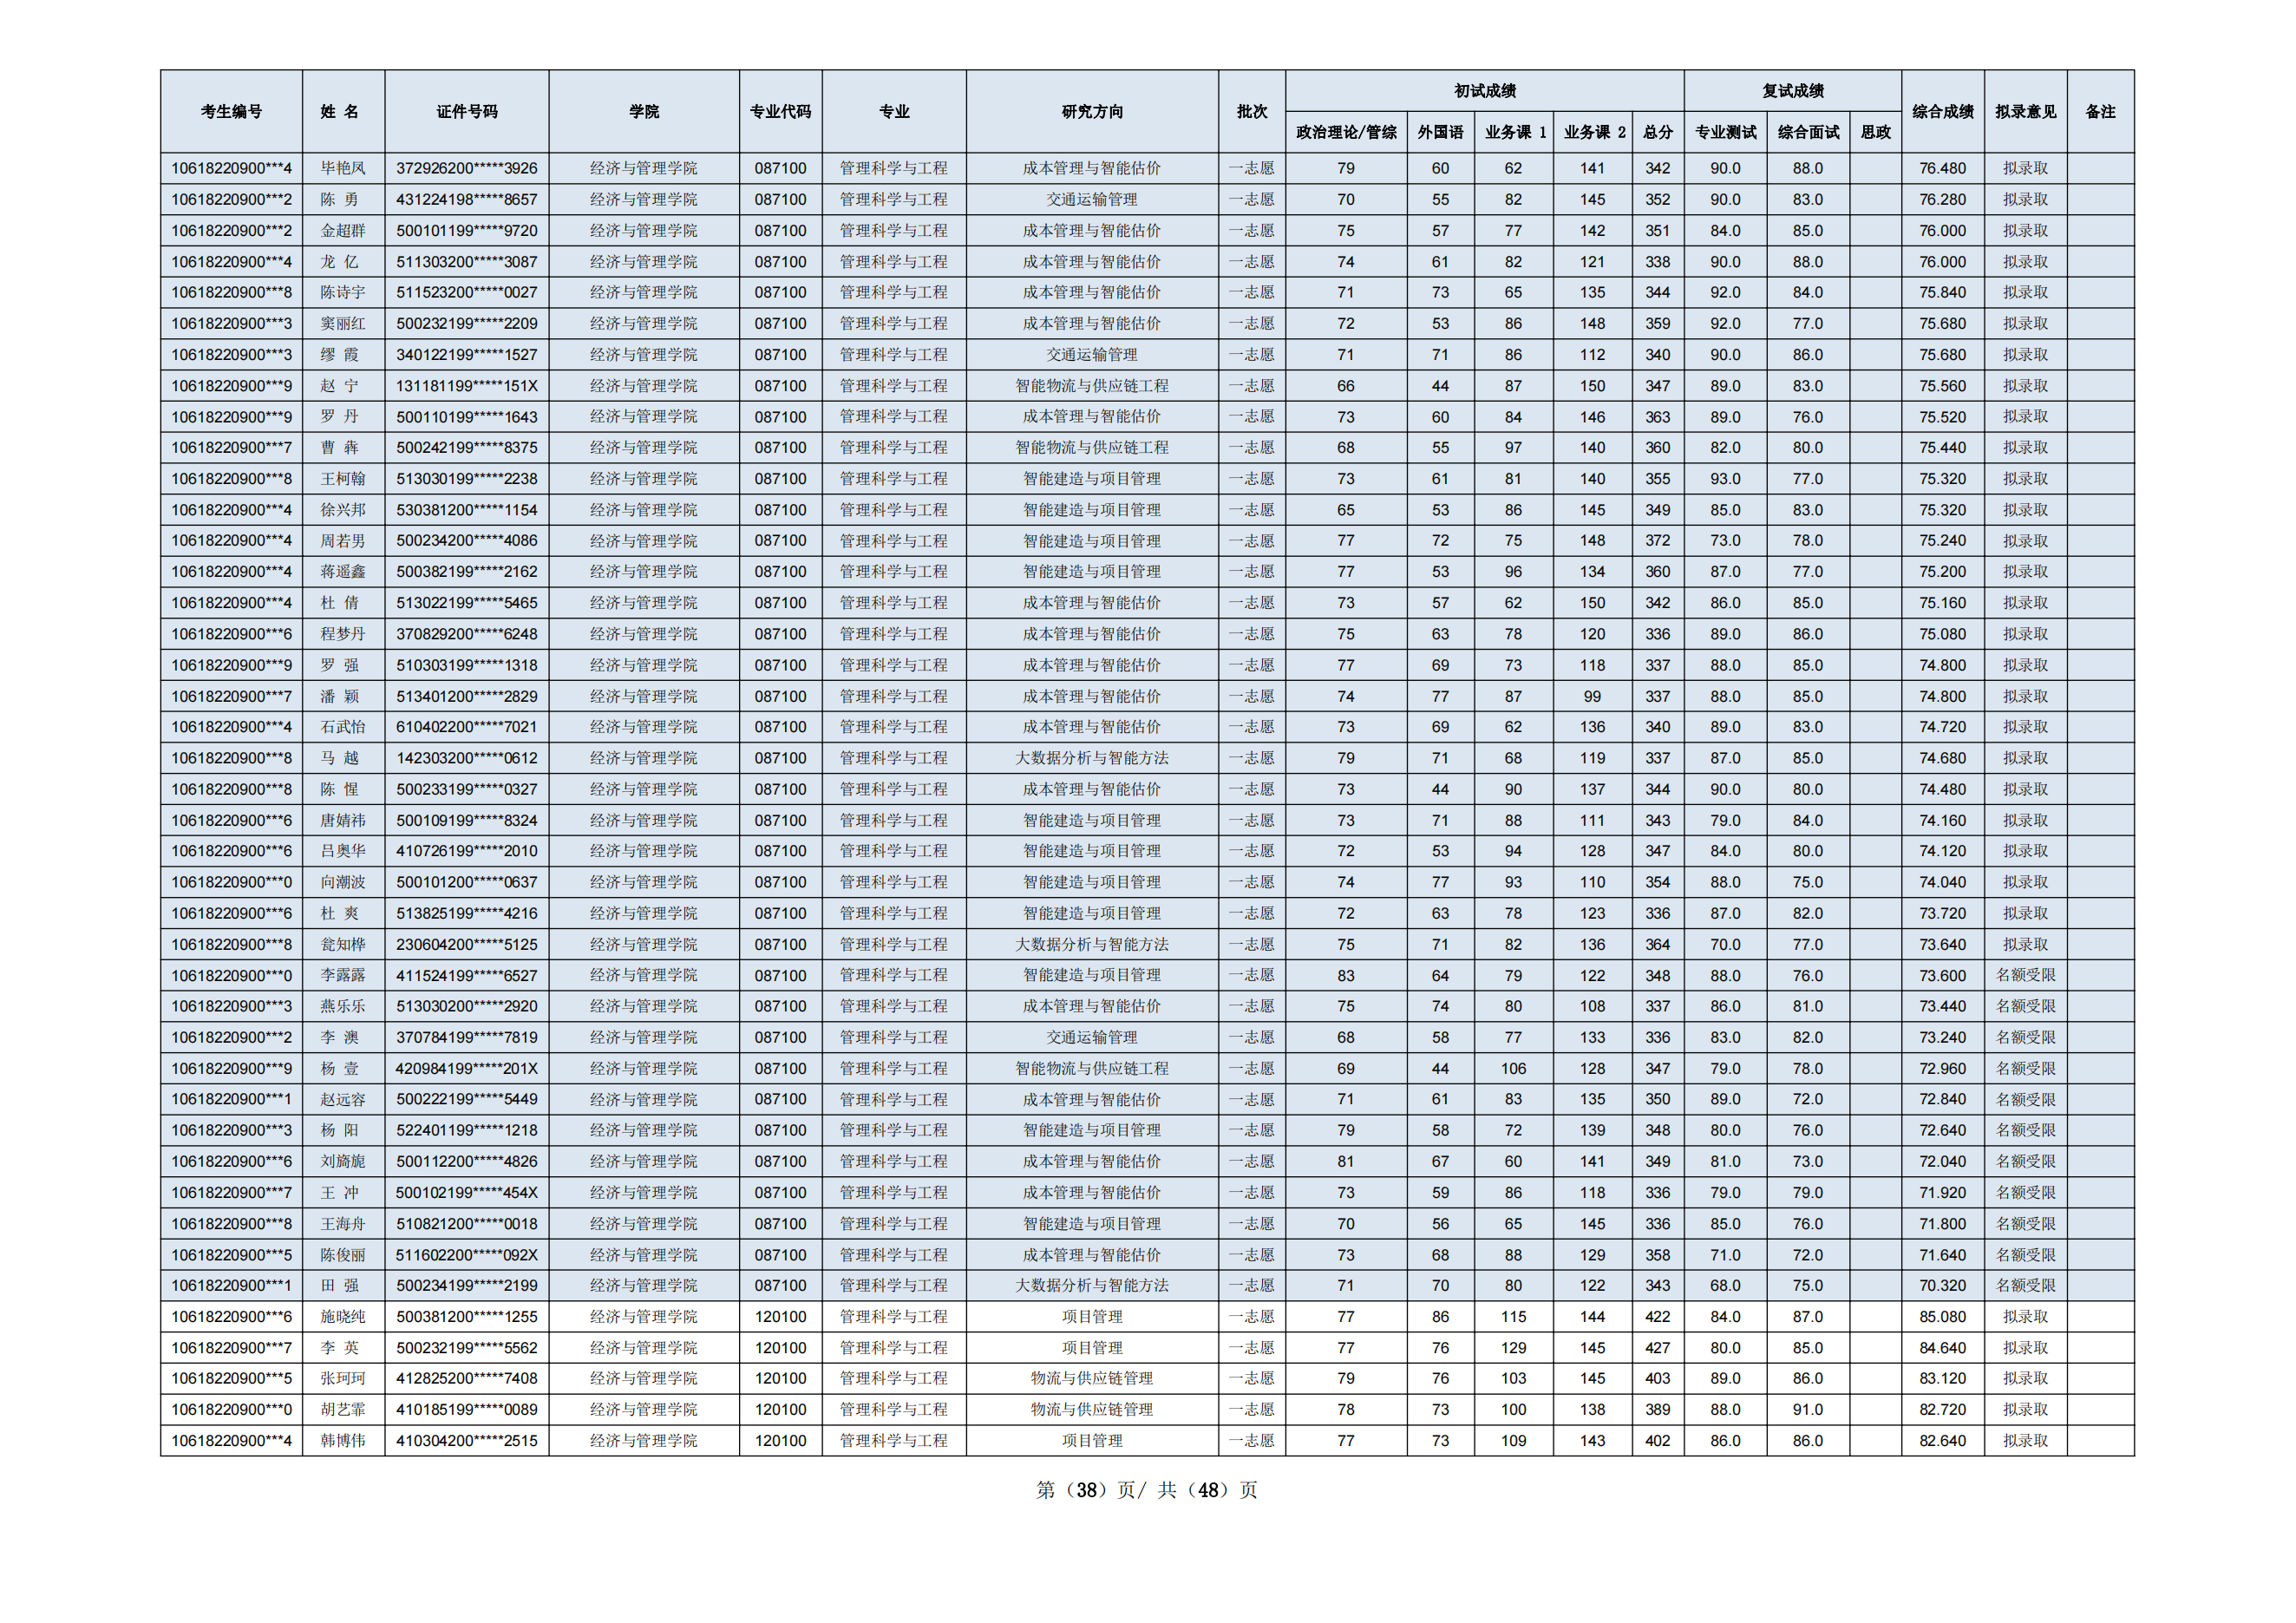 考生编号 姓 名 证件号码 学院 专业代码 专业 研究方向 批次 初试成绩 复试成绩 综合成绩 拟录意见 备注
政治理论/管综 外国语 业务课 1 业务课 2 总分 专业测试 综合面试 思政
10618220900***4 毕艳凤 372926200*****3926 经济与管理学院 087100 管理科学与工程 成本管理与智能估价 一志愿 79 60 62 141 342 90.0 88.0 76.480 拟录取
10618220900***2 陈 勇 431224198*****8657 经济与管理学院 087100 管理科学与工程 交通运输管理 一志愿 70 55 82 145 352 90.0 83.0 76.280 拟录取
10618220900***2 金超群 500101199*****9720 经济与管理学院 087100 管理科学与工程 成本管理与智能估价 一志愿 75 57 77 142 351 84.0 85.0 76.000 拟录取
10618220900***4 龙 亿 511303200*****3087 经济与管理学院 087100 管理科学与工程 成本管理与智能估价 一志愿 74 61 82 121 338 90.0 88.0 76.000 拟录取
10618220900***8 陈诗宇 511523200*****0027 经济与管理学院 087100 管理科学与工程 成本管理与智能估价 一志愿 71 73 65 135 344 92.0 84.0 75.840 拟录取
10618220900***3 窦丽红 500232199*****2209 经济与管理学院 087100 管理科学与工程 成本管理与智能估价 一志愿 72 53 86 148 359 92.0 77.0 75.680 拟录取
10618220900***3 缪 霞 340122199*****1527 经济与管理学院 087100 管理科学与工程 交通运输管理 一志愿 71 71 86 112 340 90.0 86.0 75.680 拟录取
10618220900***9 赵 宁 131181199*****151X 经济与管理学院 087100 管理科学与工程 智能物流与供应链工程 一志愿 66 44 87 150 347 89.0 83.0 75.560 拟录取
10618220900***9 罗 丹 500110199*****1643 经济与管理学院 087100 管理科学与工程 成本管理与智能估价 一志愿 73 60 84 146 363 89.0 76.0 75.520 拟录取
10618220900***7 曹 犇 500242199*****8375 经济与管理学院 087100 管理科学与工程 智能物流与供应链工程 一志愿 68 55 97 140 360 82.0 80.0 75.440 拟录取
10618220900***8 王柯翰 513030199*****2238 经济与管理学院 087100 管理科学与工程 智能建造与项目管理 一志愿 73 61 81 140 355 93.0 77.0 75.320 拟录取
10618220900***4 徐兴邦 530381200*****1154 经济与管理学院 087100 管理科学与工程 智能建造与项目管理 一志愿 65 53 86 145 349 85.0 83.0 75.320 拟录取
10618220900***4 周若男 500234200*****4086 经济与管理学院 087100 管理科学与工程 智能建造与项目管理 一志愿 77 72 75 148 372 73.0 78.0 75.240 拟录取
10618220900***4 蒋遥鑫 500382199*****2162 经济与管理学院 087100 管理科学与工程 智能建造与项目管理 一志愿 77 53 96 134 360 87.0 77.0 75.200 拟录取
10618220900***4 杜 倩 513022199*****5465 经济与管理学院 087100 管理科学与工程 成本管理与智能估价 一志愿 73 57 62 150 342 86.0 85.0 75.160 拟录取
10618220900***6 程梦丹 370829200*****6248 经济与管理学院 087100 管理科学与工程 成本管理与智能估价 一志愿 75 63 78 120 336 89.0 86.0 75.080 拟录取
10618220900***9 罗 强 510303199*****1318 经济与管理学院 087100 管理科学与工程 成本管理与智能估价 一志愿 77 69 73 118 337 88.0 85.0 74.800 拟录取
10618220900***7 潘 颖 513401200*****2829 经济与管理学院 087100 管理科学与工程 成本管理与智能估价 一志愿 74 77 87 99 337 88.0 85.0 74.800 拟录取
10618220900***4 石武怡 610402200*****7021 经济与管理学院 087100 管理科学与工程 成本管理与智能估价 一志愿 73 69 62 136 340 89.0 83.0 74.720 拟录取
10618220900***8 马 越 142303200*****0612 经济与管理学院 087100 管理科学与工程 大数据分析与智能方法 一志愿 79 71 68 119 337 87.0 85.0 74.680 拟录取
10618220900***8 陈 惺 500233199*****0327 经济与管理学院 087100 管理科学与工程 成本管理与智能估价 一志愿 73 44 90 137 344 90.0 80.0 74.480 拟录取
10618220900***6 唐婧祎 500109199*****8324 经济与管理学院 087100 管理科学与工程 智能建造与项目管理 一志愿 73 71 88 111 343 79.0 84.0 74.160 拟录取
10618220900***6 吕奥华 410726199*****2010 经济与管理学院 087100 管理科学与工程 智能建造与项目管理 一志愿 72 53 94 128 347 84.0 80.0 74.120 拟录取
10618220900***0 向潮波 500101200*****0637 经济与管理学院 087100 管理科学与工程 智能建造与项目管理 一志愿 74 77 93 110 354 88.0 75.0 74.040 拟录取
10618220900***6 杜 爽 513825199*****4216 经济与管理学院 087100 管理科学与工程 智能建造与项目管理 一志愿 72 63 78 123 336 87.0 82.0 73.720 拟录取
10618220900***8 瓮知桦 230604200*****5125 经济与管理学院 087100 管理科学与工程 大数据分析与智能方法 一志愿 75 71 82 136 364 70.0 77.0 73.640 拟录取
10618220900***0 李露露 411524199*****6527 经济与管理学院 087100 管理科学与工程 智能建造与项目管理 一志愿 83 64 79 122 348 88.0 76.0 73.600 名额受限
10618220900***3 燕乐乐 513030200*****2920 经济与管理学院 087100 管理科学与工程 成本管理与智能估价 一志愿 75 74 80 108 337 86.0 81.0 73.440 名额受限
10618220900***2 李 澳 370784199*****7819 经济与管理学院 087100 管理科学与工程 交通运输管理 一志愿 68 58 77 133 336 83.0 82.0 73.240 名额受限
10618220900***9 杨 壹 420984199*****201X 经济与管理学院 087100 管理科学与工程 智能物流与供应链工程 一志愿 69 44 106 128 347 79.0 78.0 72.960 名额受限
10618220900***1 赵远容 500222199*****5449 经济与管理学院 087100 管理科学与工程 成本管理与智能估价 一志愿 71 61 83 135 350 89.0 72.0 72.840 名额受限
10618220900***3 杨 阳 522401199*****1218 经济与管理学院 087100 管理科学与工程 智能建造与项目管理 一志愿 79 58 72 139 348 80.0 76.0 72.640 名额受限
10618220900***6 刘旖旎 500112200*****4826 经济与管理学院 087100 管理科学与工程 成本管理与智能估价 一志愿 81 67 60 141 349 81.0 73.0 72.040 名额受限
10618220900***7 王 冲 500102199*****454X 经济与管理学院 087100 管理科学与工程 成本管理与智能估价 一志愿 73 59 86 118 336 79.0 79.0 71.920 名额受限
10618220900***8 王海舟 510821200*****0018 经济与管理学院 087100 管理科学与工程 智能建造与项目管理 一志愿 70 56 65 145 336 85.0 76.0 71.800 名额受限
10618220900***5 陈俊丽 511602200*****092X 经济与管理学院 087100 管理科学与工程 成本管理与智能估价 一志愿 73 68 88 129 358 71.0 72.0 71.640 名额受限
10618220900***1 田 强 500234199*****2199 经济与管理学院 087100 管理科学与工程 大数据分析与智能方法 一志愿 71 70 80 122 343 68.0 75.0 70.320 名额受限
10618220900***6 施晓纯 500381200*****1255 经济与管理学院 120100 管理科学与工程 项目管理 一志愿 77 86 115 144 422 84.0 87.0 85.080 拟录取
10618220900***7 李 英 500232199*****5562 经济与管理学院 120100 管理科学与工程 项目管理 一志愿 77 76 129 145 427 80.0 85.0 84.640 拟录取
10618220900***5 张珂珂 412825200*****7408 经济与管理学院 120100 管理科学与工程 物流与供应链管理 一志愿 79 76 103 145 403 89.0 86.0 83.120 拟录取
10618220900***0 胡艺霏 410185199*****0089 经济与管理学院 120100 管理科学与工程 物流与供应链管理 一志愿 78 73 100 138 389 88.0 91.0 82.720 拟录取
10618220900***4 韩博伟 410304200*****2515 经济与管理学院 120100 管理科学与工程 项目管理 一志愿 77 73 109 143 402 86.0 86.0 82.640 拟录取
第（38）页/ 共（48）页